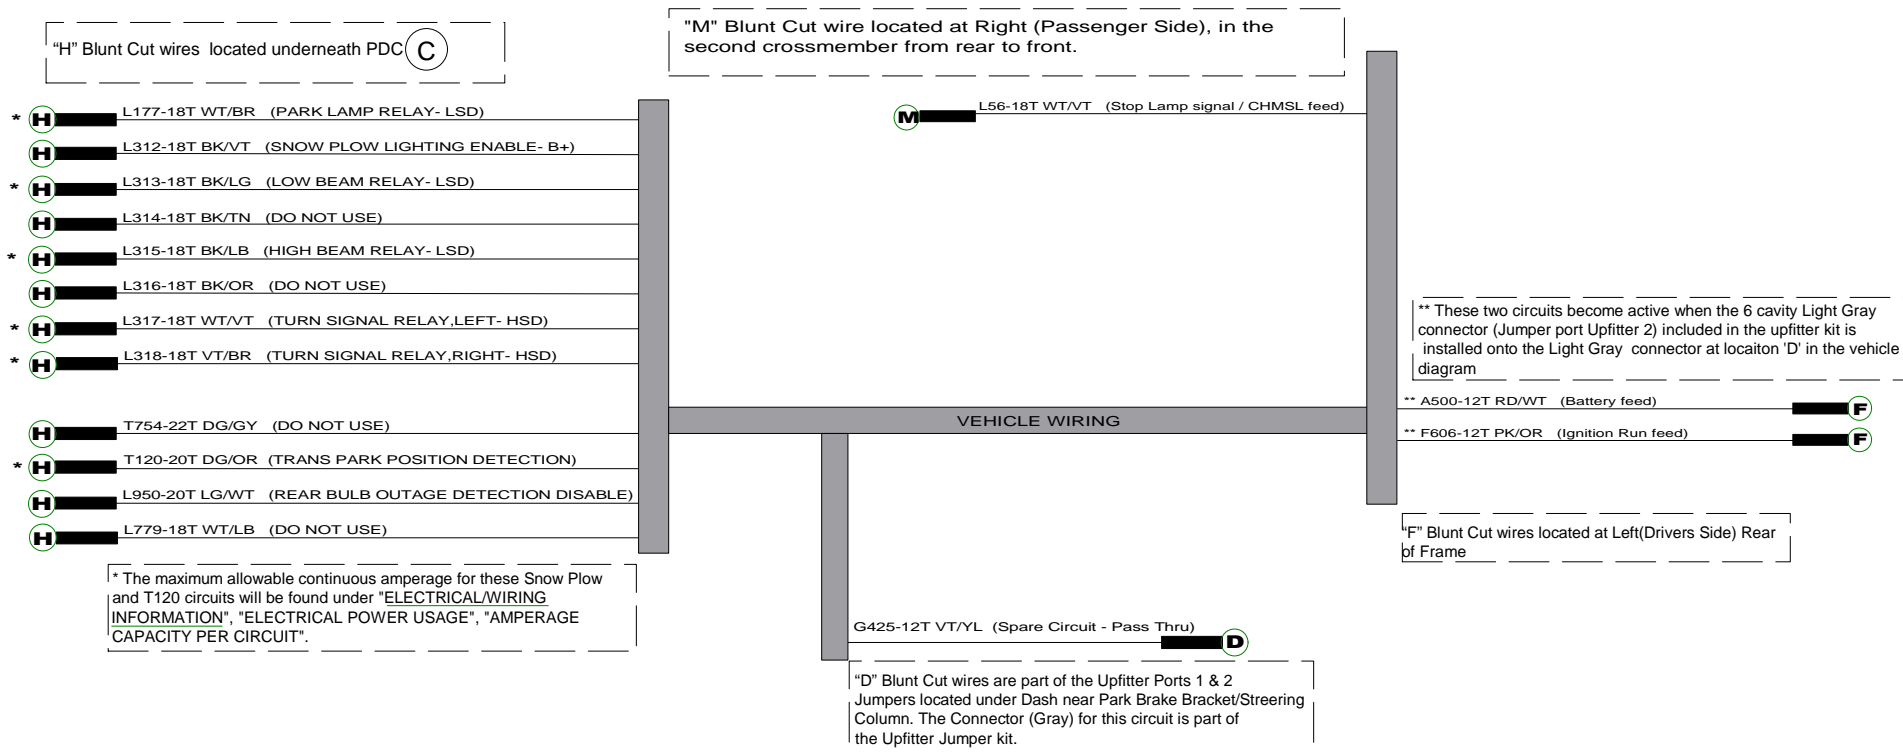 “H” Blunt Cut wires located underneath PDC C
"M" Blunt Cut wire located at Right (Passenger Side), in the
second crossmember from rear to front.
* H L177-18T WT/BR (PARK LAMP RELAY- LSD)
H L312-18T BK/VT (SNOW PLOW LIGHTING ENABLE- B+)
* H L313-18T BK/LG (LOW BEAM RELAY- LSD)
H L314-18T BK/TN (DO NOT USE)
* H L315-18T BK/LB (HIGH BEAM RELAY- LSD)
H L316-18T BK/OR (DO NOT USE)
* H L317-18T WT/VT (TURN SIGNAL RELAY,LEFT- HSD)
* H L318-18T VT/BR (TURN SIGNAL RELAY,RIGHT- HSD)
H T754-22T DG/GY (DO NOT USE)
* H T120-20T DG/OR (TRANS PARK POSITION DETECTION)
H L950-20T LG/WT (REAR BULB OUTAGE DETECTION DISABLE)
H L779-18T WT/LB (DO NOT USE)
* The maximum allowable continuous amperage for these Snow Plow
and T120 circuits will be found under "ELECTRICAL/WIRING
INFORMATION", "ELECTRICAL POWER USAGE", "AMPERAGE
CAPACITY PER CIRCUIT".
M L56-18T WT/VT (Stop Lamp signal / CHMSL feed)
VEHICLE WIRING
** These two circuits become active when the 6 cavity Light Gray
connector (Jumper port Upfitter 2) included in the upfitter kit is
installed onto the Light Gray connector at locaiton 'D' in the vehicle
diagram
** A500-12T RD/WT (Battery feed) F
** F606-12T PK/OR (Ignition Run feed) F
“F” Blunt Cut wires located at Left(Drivers Side) Rear
of Frame
G425-12T VT/YL (Spare Circuit - Pass Thru) D
“D” Blunt Cut wires are part of the Upfitter Ports 1 & 2
Jumpers located under Dash near Park Brake Bracket/Streering
Column. The Connector (Gray) for this circuit is part of
the Upfitter Jumper kit.